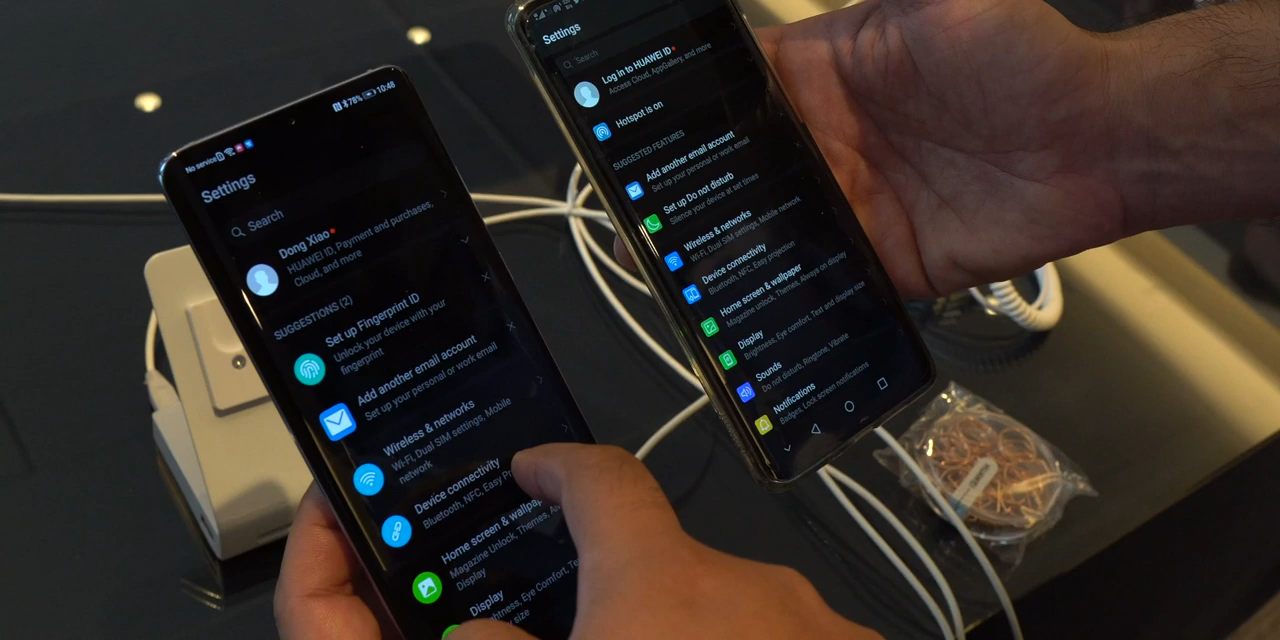 No service
78%
10:46
Settings
Search
Dong Xiao
HUAWEI ID, Payment and purchases,
Cloud, and more
SUGGESTIONS (2)
Set up Fingerprint ID
Unlock your device with your
fingerprint
Add another email account
Set up your personal or work email
Wireless & networks
Wi-Fi, Dual SIM settings, Mobile
network
Device connectivity
Bluetooth, NFC, Easy
Home screen & wallpap
Magazine Unlock, Themes,
Display
Display
ghtness, Eye Comfort, Te
size
Settings
Search
Log in to HUAWEI ID
Access Cloud, AppGallery, and more
Hotspot is on
SUGGESTED FEATURES
Add another email account
Set up your personal or work email
Set up Do not disturb
Silence your device at set times
Wireless & networks
Wi-Fi, Dual SIM settings, Mobile network
Device connectivity
Bluetooth, NFC, Easy projection
Home screen & wallpaper
Magazine unlock, Themes, Always on display
Display
Brightness, Eye comfort, Text and display size
Sounds
Do not disturb, Ringtone, Vibrate
Notifications
Badges, Lock screen notifications